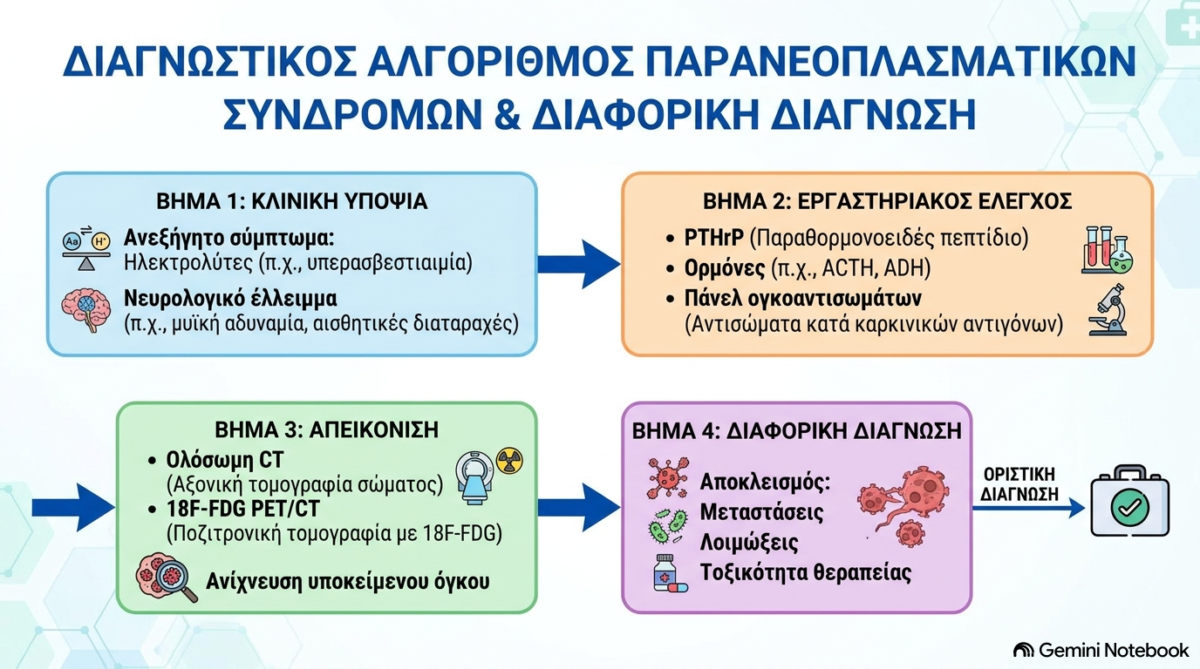 ΔΙΑΓΝΩΣΤΙΚΟΣ ΑΛΓΟΡΙΘΜΟΣ ΠΑΡΑΝΕΟΠΛΑΣΜΑΤΙΚΩΝ
ΣΥΝΔΡΟΜΩΝ & ΔΙΑΦΟΡΙΚΗ ΔΙΑΓΝΩΣΗ
ΒΗΜΑ 1: ΚΛΙΝΙΚΗ ΥΠΟΨΙΑ
Aa H⁺
Ανεξήγητο σύμπτωμα:
Ηλεκτρολύτες (π.χ., υπερασβεστιαιμία)
Νευρολογικό έλλειμμα
(π.χ., μυϊκή αδυναμία, αισθητικές διαταραχές)
ΒΗΜΑ 2: ΕΡΓΑΣΤΗΡΙΑΚΟΣ ΕΛΕΓΧΟΣ
• PTHrP (Παραθορμονοειδές πεπτίδιο)
• Ορμόνες (π.χ., ACTH, ADH)
• Πάνελ ογκοαντισωμάτων
(Αντισώματα κατά καρκινικών αντιγόνων)
ΒΗΜΑ 3: ΑΠΕΙΚΟΝΙΣΗ
• Ολόσωμη CT
(Αξονική τομογραφία σώματος)
• 18F-FDG PET/CT
(Ποζιτρονική τομογραφία με 18F-FDG)
Ανίχνευση υποκείμενου όγκου
ΒΗΜΑ 4: ΔΙΑΦΟΡΙΚΗ ΔΙΑΓΝΩΣΗ
Αποκλεισμός:
Μεταστάσεις
Λοιμώξεις
Τοξικότητα θεραπείας
ΟΡΙΣΤΙΚΗ
ΔΙΑΓΝΩΣΗ
Gemini Notebook